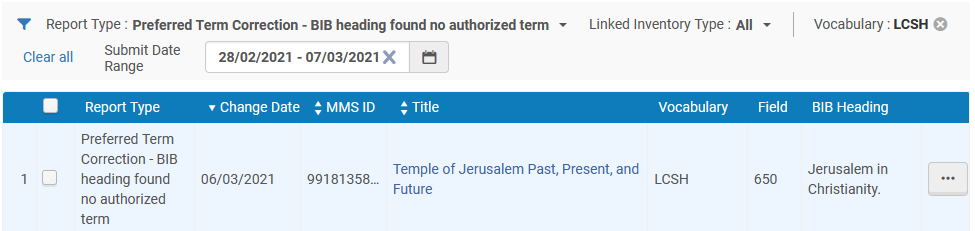 Report Type : Preferred Term Correction - BIB heading found no authorized term Linked Inventory Type : All Vocabulary : LCSH
Clear all Submit Date Range 28/02/2021 - 07/03/2021
Report Type Change Date MMS ID Title Vocabulary Field BIB Heading
1 Preferred Term Correction - BIB heading found no authorized term 06/03/2021 99181358... Temple of Jerusalem Past, Present, and Future LCSH 650 Jerusalem in Christianity.